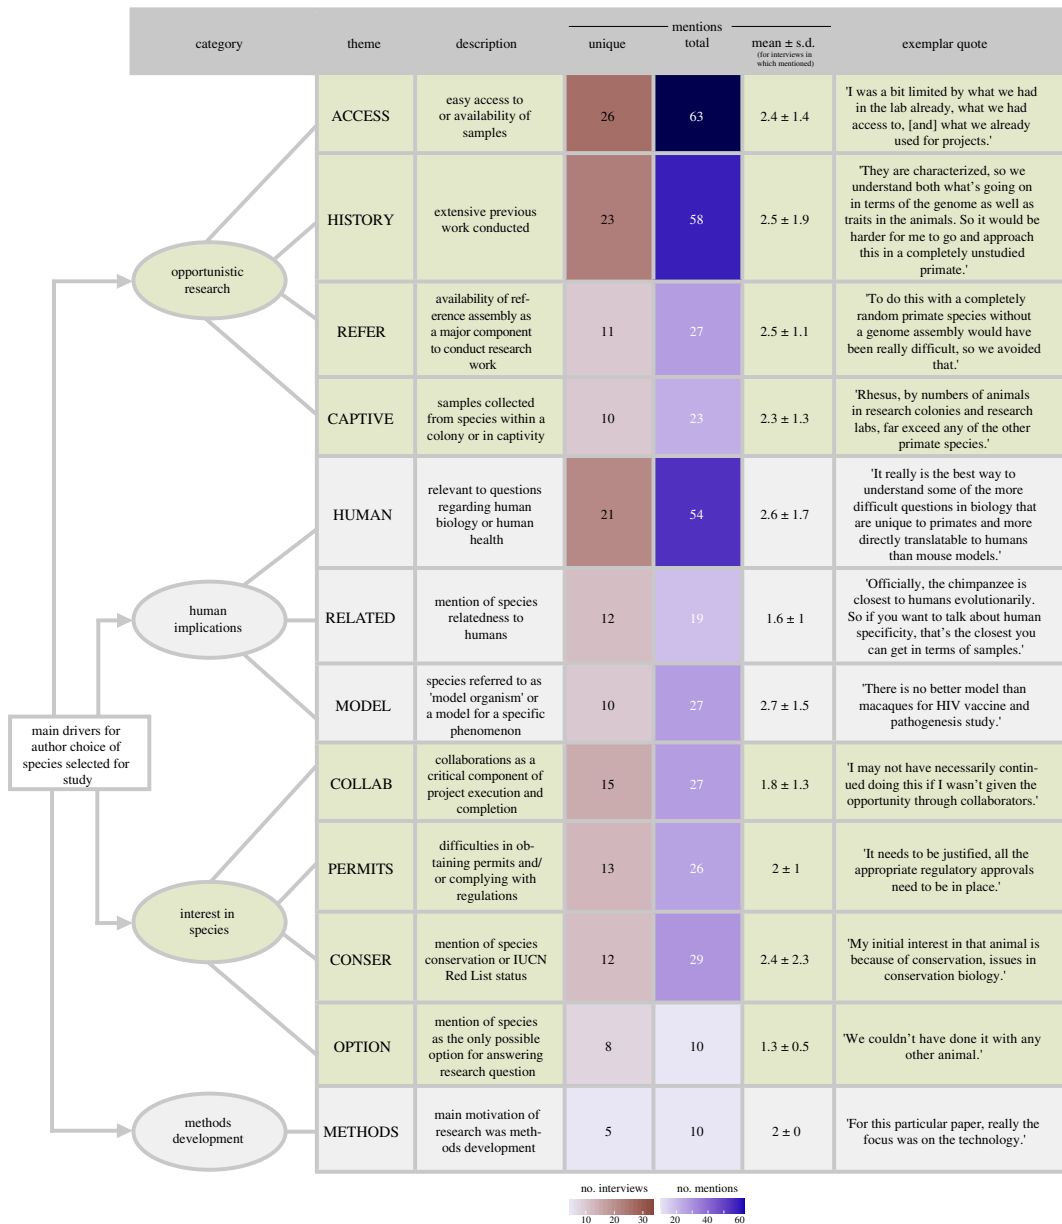 mentions
category theme description unique total mean ± s.d. exemplar quote
(for interviews in
which mentioned)
main drivers for
author choice of
species selected for
study
opportunistic
research
ACCESS
easy access to
or availability of
samples
26 63 2.4 ± 1.4
'I was a bit limited by what we had
in the lab already, what we had
access to, [and] what we already
used for projects.'
HISTORY
extensive previous
work conducted
23 58 2.5 ± 1.9
'They are characterized, so we
understand both what's going on
in terms of the genome as well as
traits in the animals. So it would be
harder for me to go and approach
this in a completely unstudied
primate.'
REFER
availability of ref-
erence assembly as
a major component
to conduct research
work
11 27 2.5 ± 1.1
'To do this with a completely
random primate species without
a genome assembly would have
been really difficult, so we avoided
that.'
CAPTIVE
samples collected
from species within a
colony or in captivity
10 23 2.3 ± 1.3
'Rhesus, by numbers of animals
in research colonies and research
labs, far exceed any of the other
primate species.'
human
implications
HUMAN
relevant to questions
regarding human
biology or human
health
21 54 2.6 ± 1.7
'It really is the best way to
understand some of the more
difficult questions in biology that
are unique to primates and more
directly translatable to humans
than mouse models.'
RELATED
mention of species
relatedness to
humans
12 19 1.6 ± 1
'Officially, the chimpanzee is
closest to humans evolutionarily.
So if you want to talk about human
specificity, that's the closest you
can get in terms of samples.'
MODEL
species referred to as
'model organism' or
a model for a specific
phenomenon
10 27 2.7 ± 1.5
'There is no better model than
macaques for HIV vaccine and
pathogenesis study.'
interest in
species
COLLAB
collaborations as a
critical component of
project execution and
completion
15 27 1.8 ± 1.3
'I may not have necessarily contin-
ued doing this if I wasn't given the
opportunity through collaborators.'
PERMITS
difficulties in ob-
taining permits and/
or complying with
regulations
13 26 2 ± 1
'It needs to be justified, all the
appropriate regulatory approvals
need to be in place.'
CONSER
mention of species
conservation or IUCN
Red List status
12 29 2.4 ± 2.3
'My initial interest in that animal is
because of conservation, issues in
conservation biology.'
OPTION
mention of species
as the only possible
option for answering
research question
8 10 1.3 ± 0.5
'We couldn't have done it with any
other animal.'
methods
development
METHODS
main motivation of
research was meth-
ods development
5 10 2 ± 0
'For this particular paper, really the
focus was on the technology.'
no. interviews no. mentions
10 20 30 20 40 60